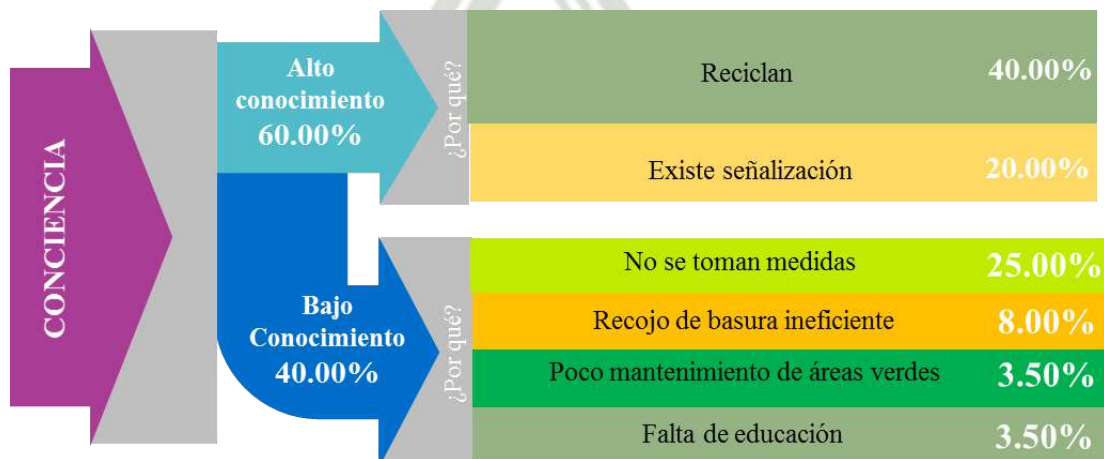 CONCIENCIA
Alto
conocimiento
60.00%
¿Por qué?
Reciclan 40.00%
Existe señalización 20.00%
Bajo
Conocimiento
40.00%
¿Por qué?
No se toman medidas 25.00%
Recojo de basura ineficiente 8.00%
Poco mantenimiento de áreas verdes 3.50%
Falta de educación 3.50%